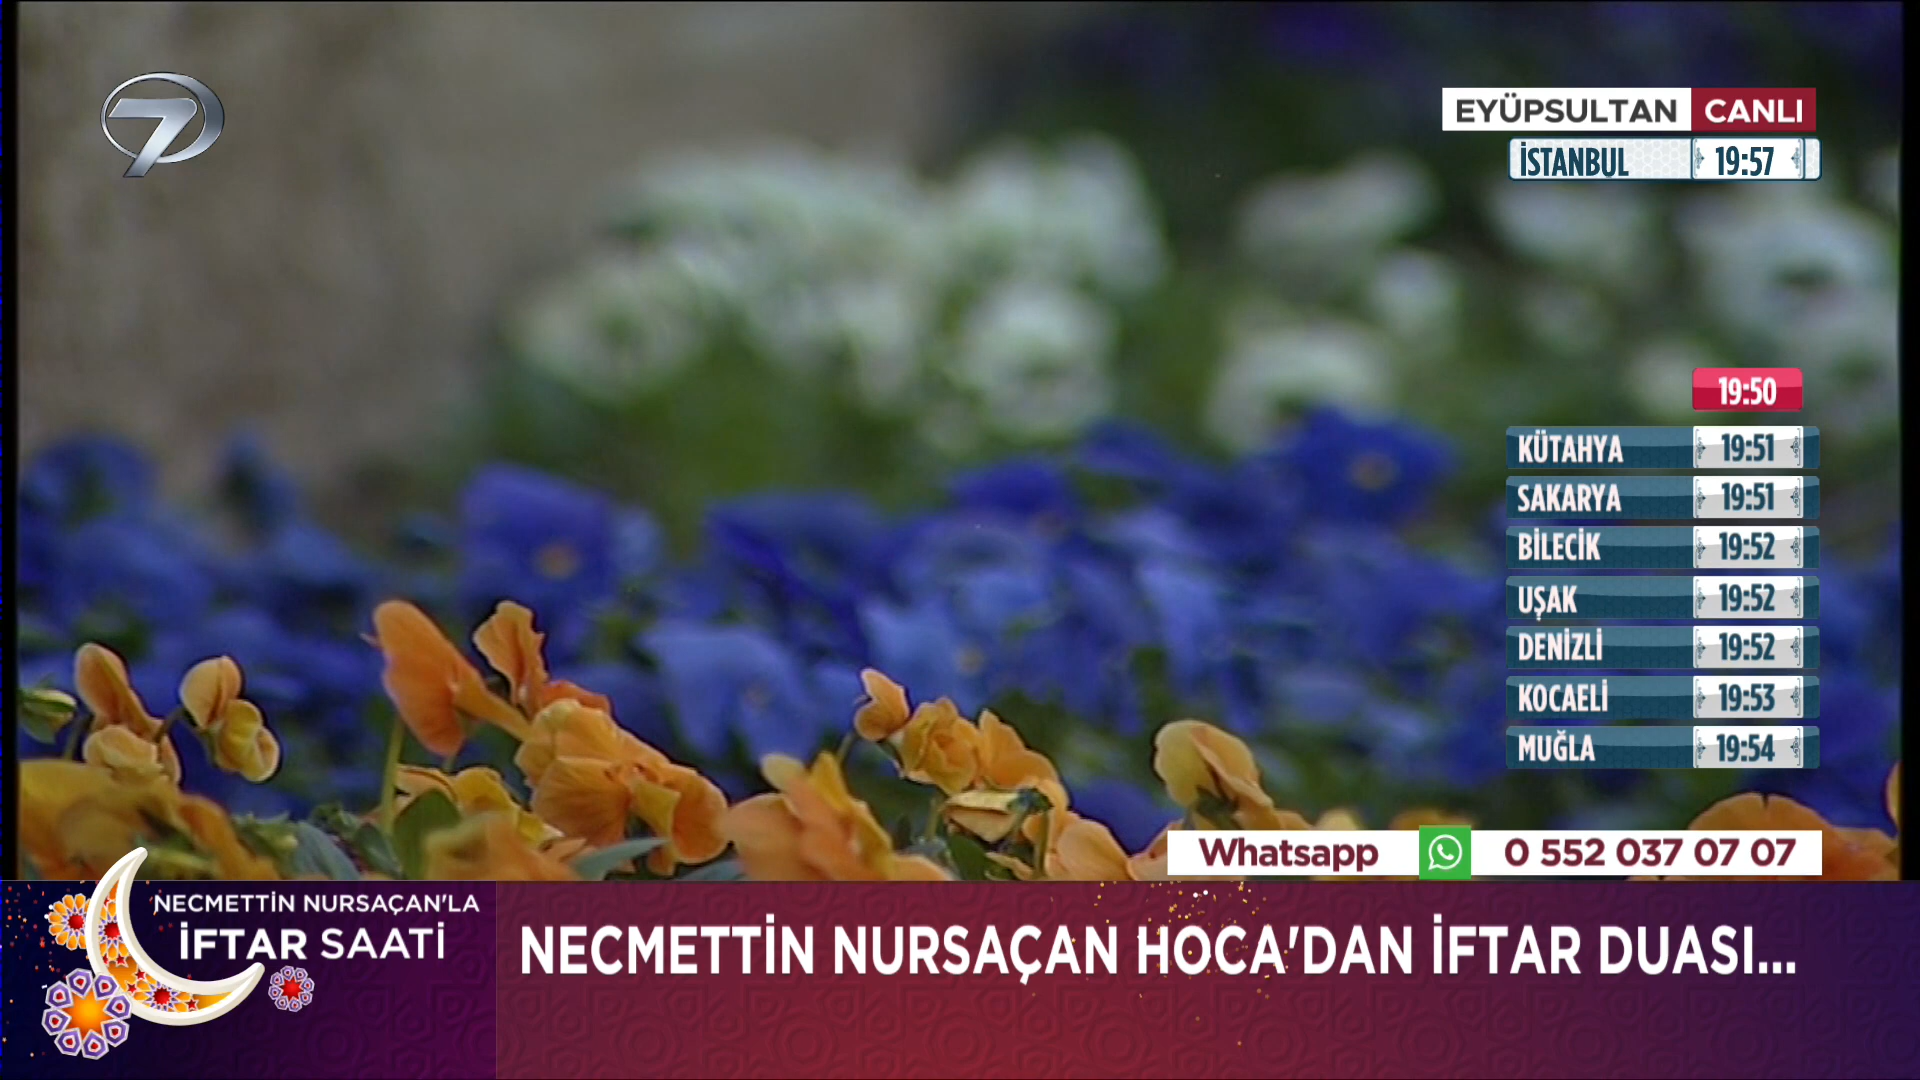 7
EYÜPSULTAN CANLI
İSTANBUL 19:57
19:50
KÜTAHYA 19:51
SAKARYA 19:51
BİLECİK 19:52
UŞAK 19:52
DENİZLİ 19:52
KOCAELİ 19:53
MUĞLA 19:54
Whatsapp 0 552 037 07 07
NECMETTİN NURSAÇAN'LA
İFTAR SAATİ
NECMETTİN NURSAÇAN HOCA'DAN İFTAR DUASI...